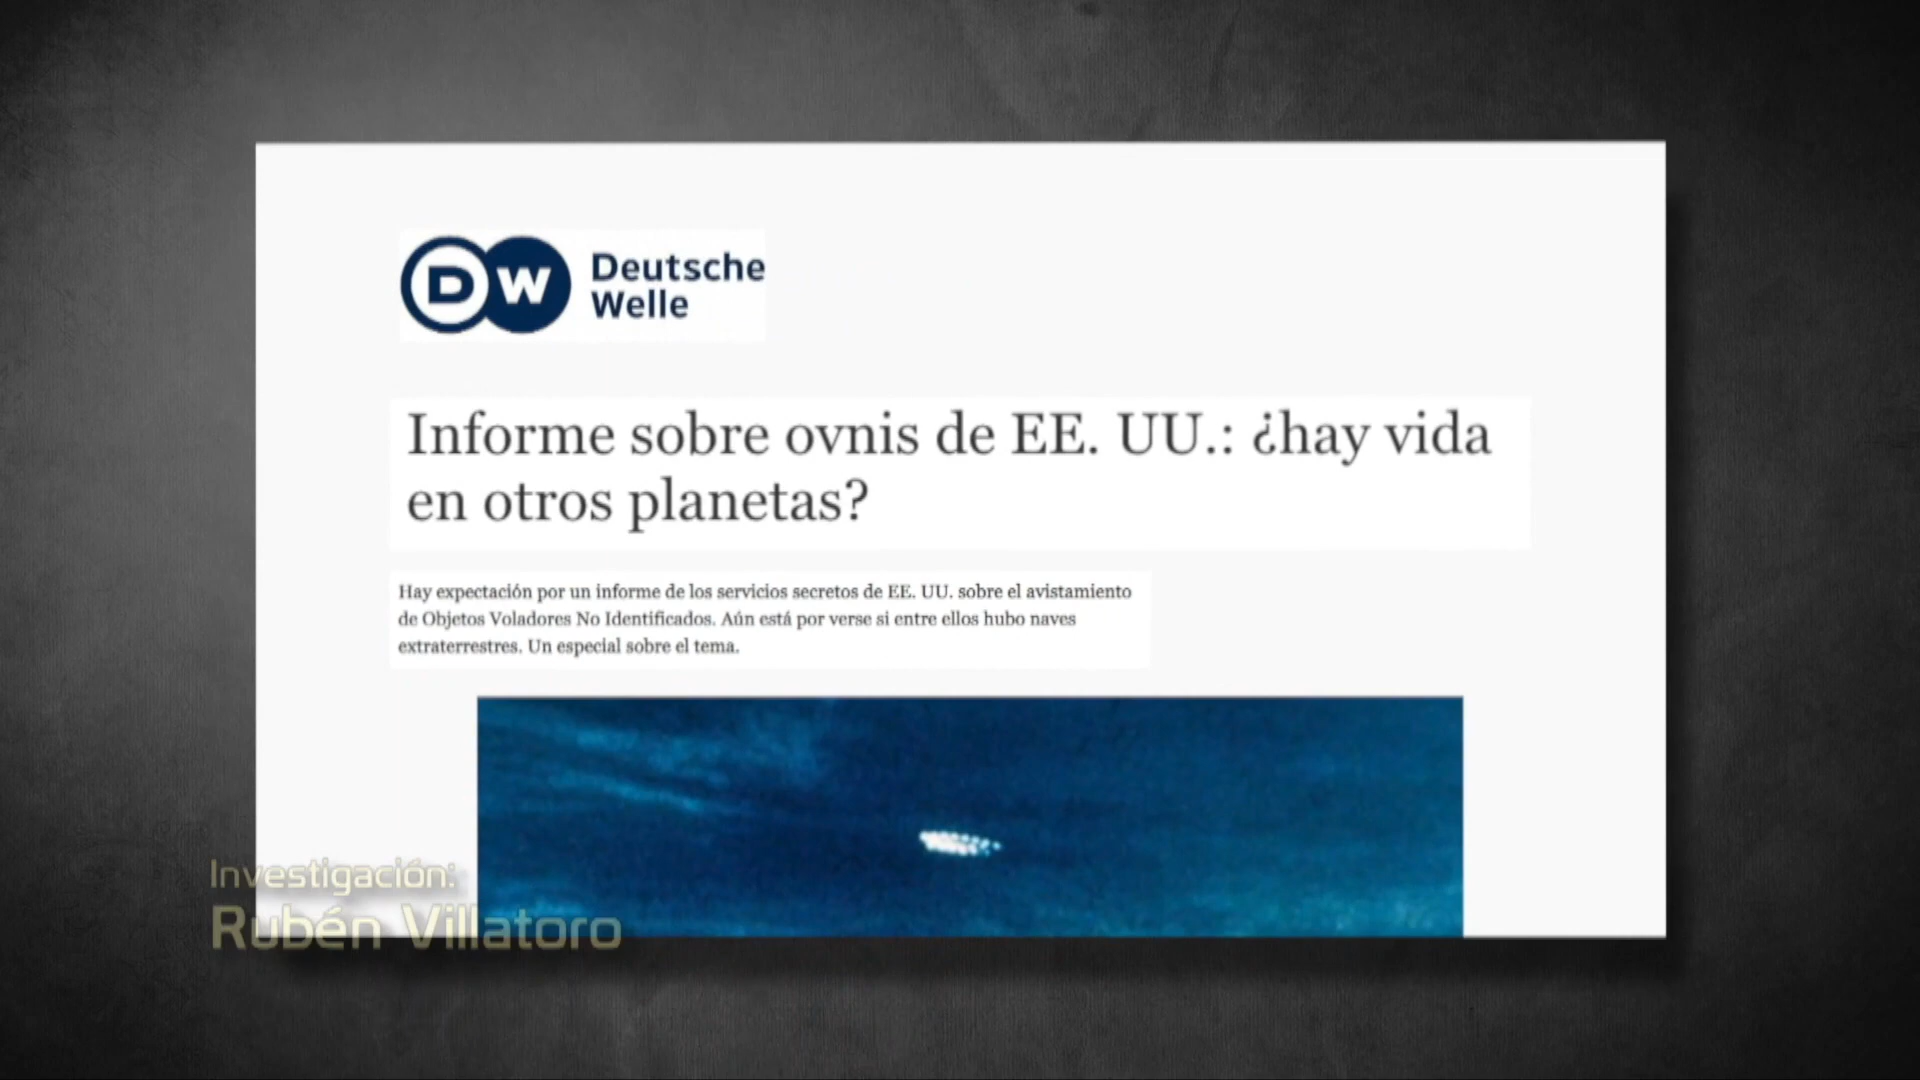 DW Deutsche
Welle
Informe sobre ovnis de EE. UU.: ¿hay vida
en otros planetas?
Hay expectación por un informe de los servicios secretos de EE. UU. sobre el avistamiento
de Objetos Voladores No Identificados. Aún está por verse si entre ellos hubo naves
extraterrestres. Un especial sobre el tema.
Investigación:
Rubén Villatoro